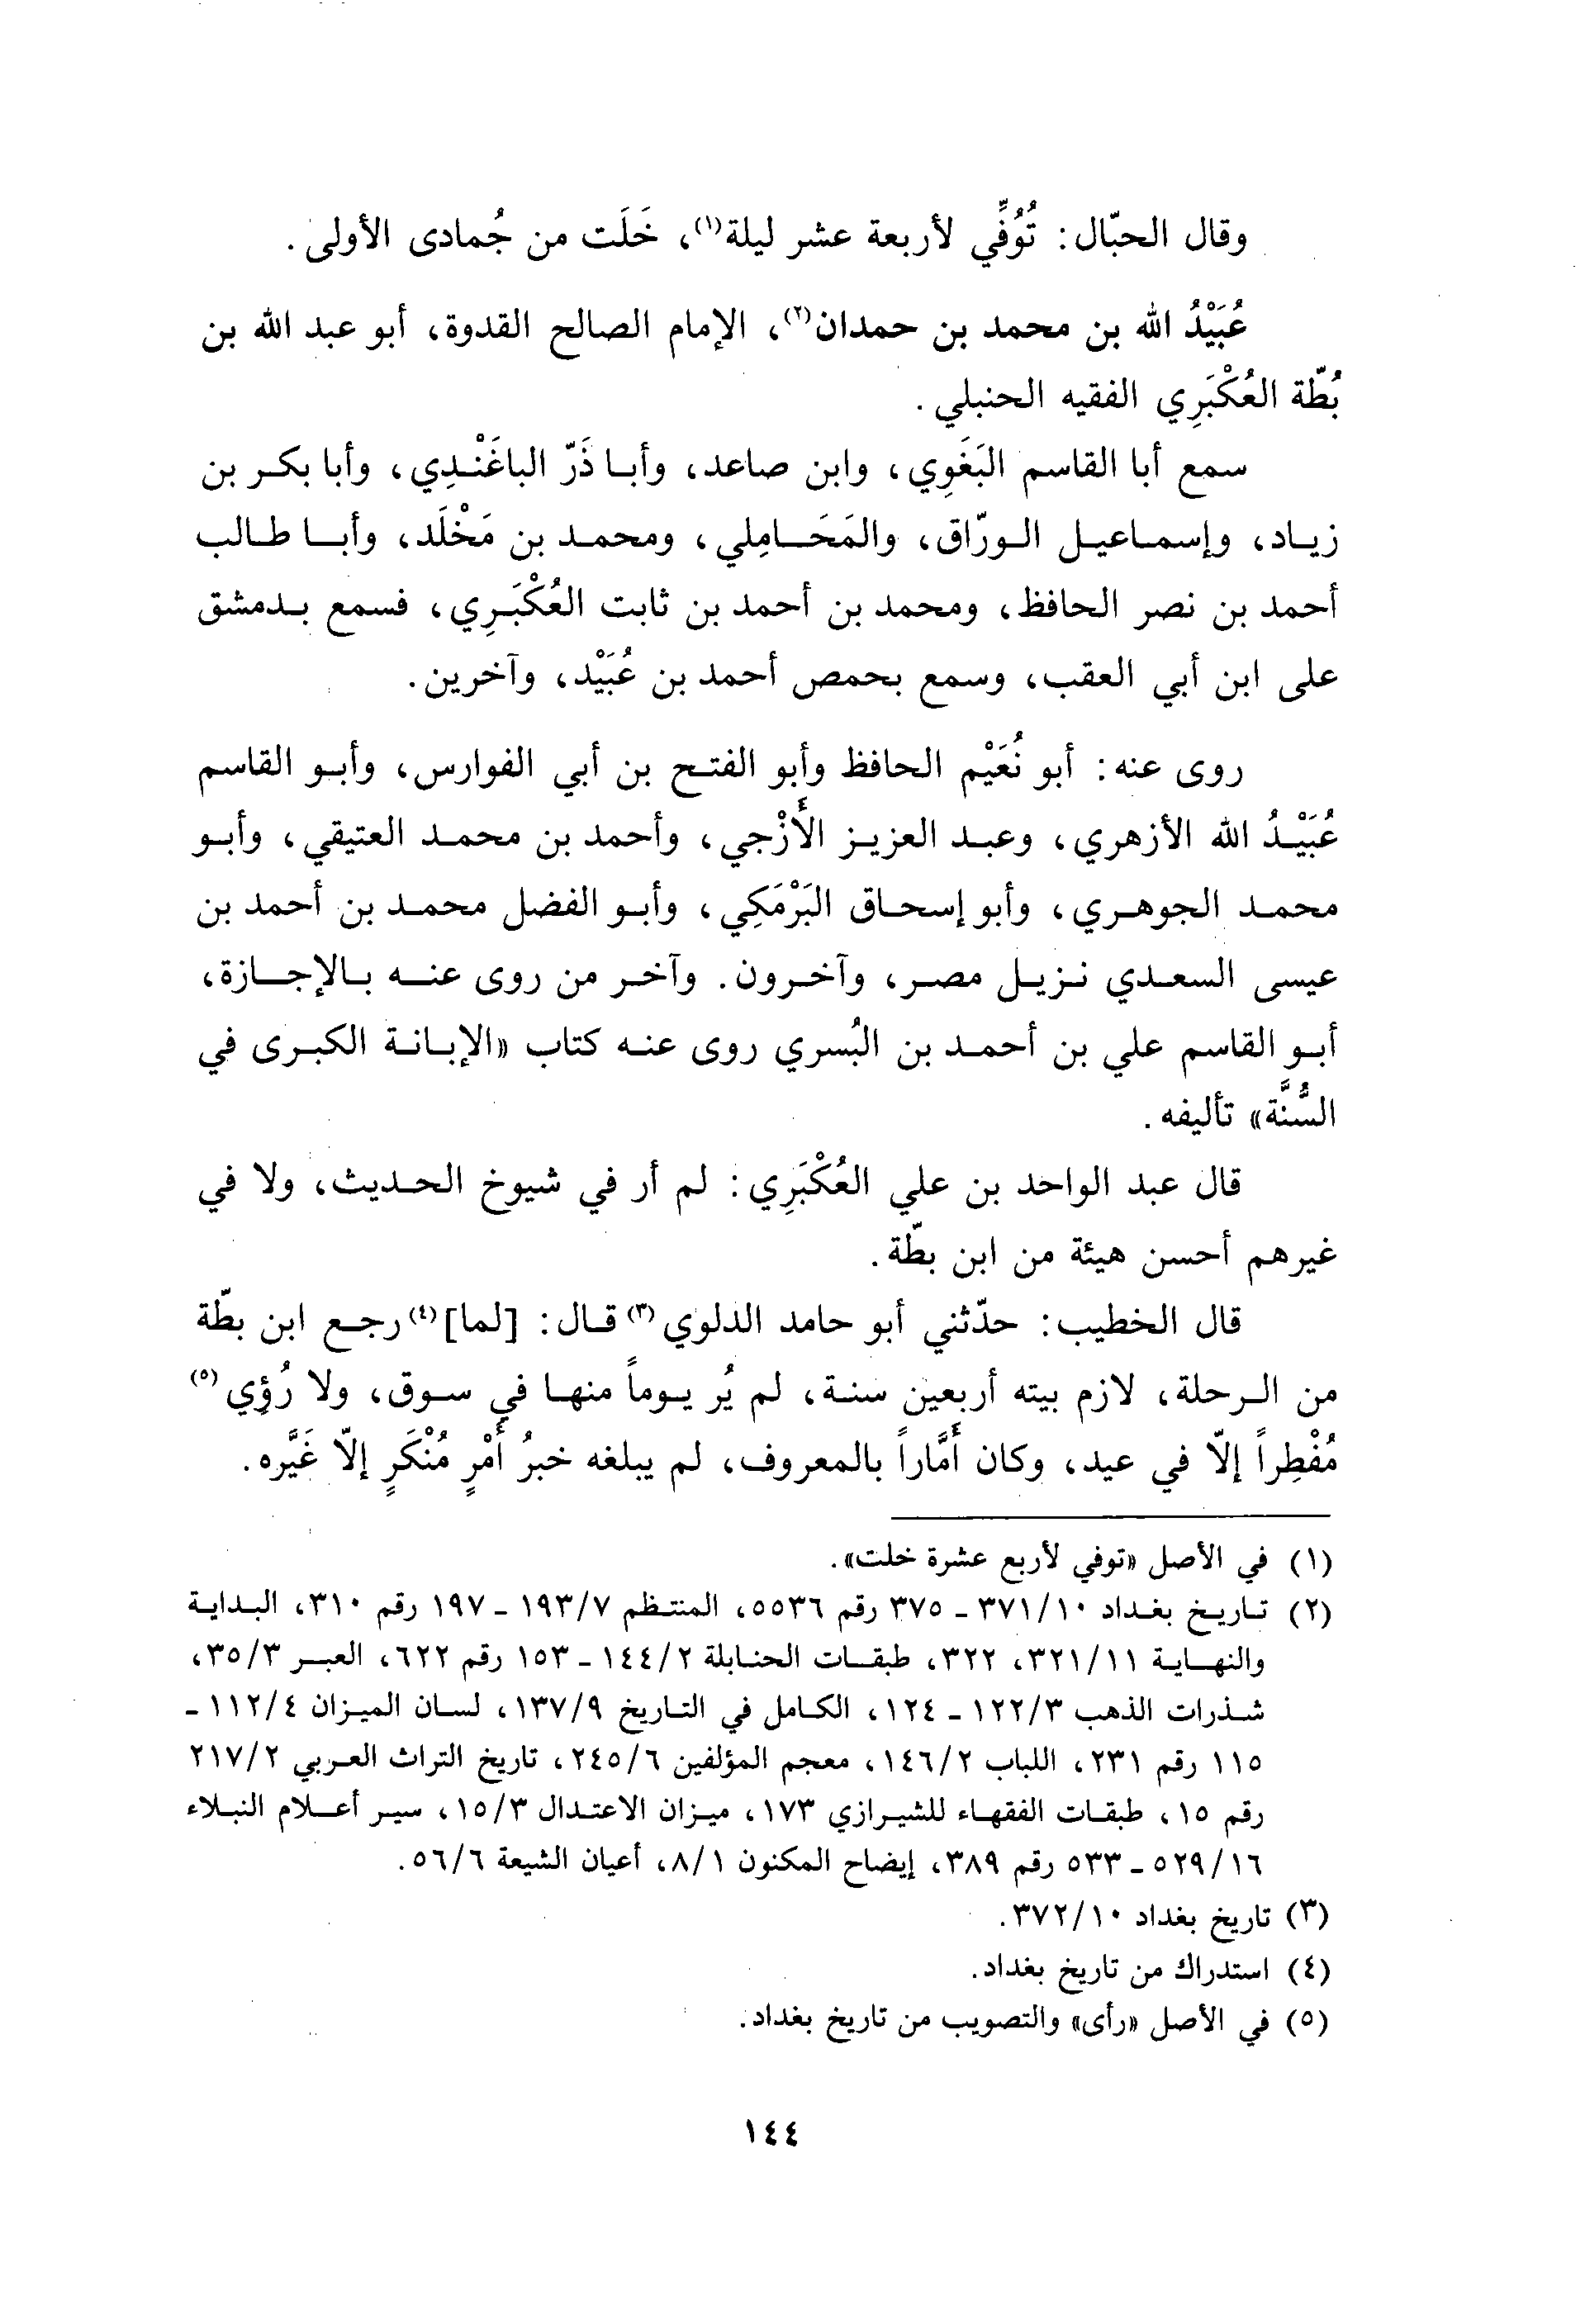 وقال الحبّال: تُوُفِّي لأربعة عشر ليلة(١)، خَلَت من جُمادى الأولى.
عُبَيْدُ الله بن محمد بن حمدان(٢)، الإمام الصالح القدوة، أبو عبد الله بن
بُطّة العُكْبَرِي الفقيه الحنبلي.
سمع أبا القاسم البَغَوِي، وابن صاعد، وأبا ذَرّ الباغَنْدِي، وأبا بكر بن
زياد، وإسماعيل الورّاق، والمَحَامِلي، ومحمد بن مَخْلَد، وأبا طالب
أحمد بن نصر الحافظ، ومحمد بن أحمد بن ثابت العُكْبَرِي، فسمع بدمشق
على ابن أبي العقب، وسمع بحمص أحمد بن عُبَيْد، وآخرين.
روى عنه: أبو نُعَيْم الحافظ وأبو الفتح بن أبي الفوارس، وأبو القاسم
عُبَيْدُ الله الأزهري، وعبد العزيز الأَزْجي، وأحمد بن محمد العتيقي، وأبو
محمد الجوهري، وأبو إسحاق البَرْمَكِي، وأبو الفضل محمد بن أحمد بن
عيسى السعدي نزيل مصر، وآخرون. وآخر من روى عنه بالإجازة،
أبو القاسم علي بن أحمد بن البُسري روى عنه كتاب «الإبانة الكبرى في
السُّنَّة» تأليفه.
قال عبد الواحد بن علي العُكْبَرِي: لم أر في شيوخ الحديث، ولا في
غيرهم أحسن هيئة من ابن بطّة.
قال الخطيب: حدّثني أبو حامد الدلوي(٣) قال: [لما](٤) رجع ابن بطّة
من الرحلة، لازم بيته أربعين سنة، لم يُر يوماً منها في سوق، ولا رُؤِي(٥)
مُفْطِراً إلّا في عيد، وكان أَمَّاراً بالمعروف، لم يبلغه خبرُ أَمْرٍ مُنْكَرٍ إلّا غَيَّره.
(١) في الأصل «توفي لأربع عشرة خلت».
(٢) تاريخ بغداد ٣٧١/١٠ - ٣٧٥ رقم ٥٥٣٦، المنتظم ١٩٣/٧ - ١٩٧ رقم ٣١٠، البداية
والنهاية ٣٢١/١١، ٣٢٢، طبقات الحنابلة ١٤٤/٢ - ١٥٣ رقم ٦٢٢، العبر ٣٥/٣،
شذرات الذهب ١٢٢/٣ - ١٢٤، الكامل في التاريخ ١٣٧/٩، لسان الميزان ١١٢/٤ -
١١٥ رقم ٢٣١، اللباب ١٤٦/٢، معجم المؤلفين ٢٤٥/٦، تاريخ التراث العربي ٢١٧/٢
رقم ١٥، طبقات الفقهاء للشيرازي ١٧٣، ميزان الاعتدال ١٥/٣، سير أعلام النبلاء
٥٢٩/١٦ - ٥٣٣ رقم ٣٨٩، إيضاح المكنون ٨/١، أعيان الشيعة ٥٦/٦.
(٣) تاريخ بغداد ٣٧٢/١٠.
(٤) استدراك من تاريخ بغداد.
(٥) في الأصل «رأى» والتصويب من تاريخ بغداد.
١٤٤